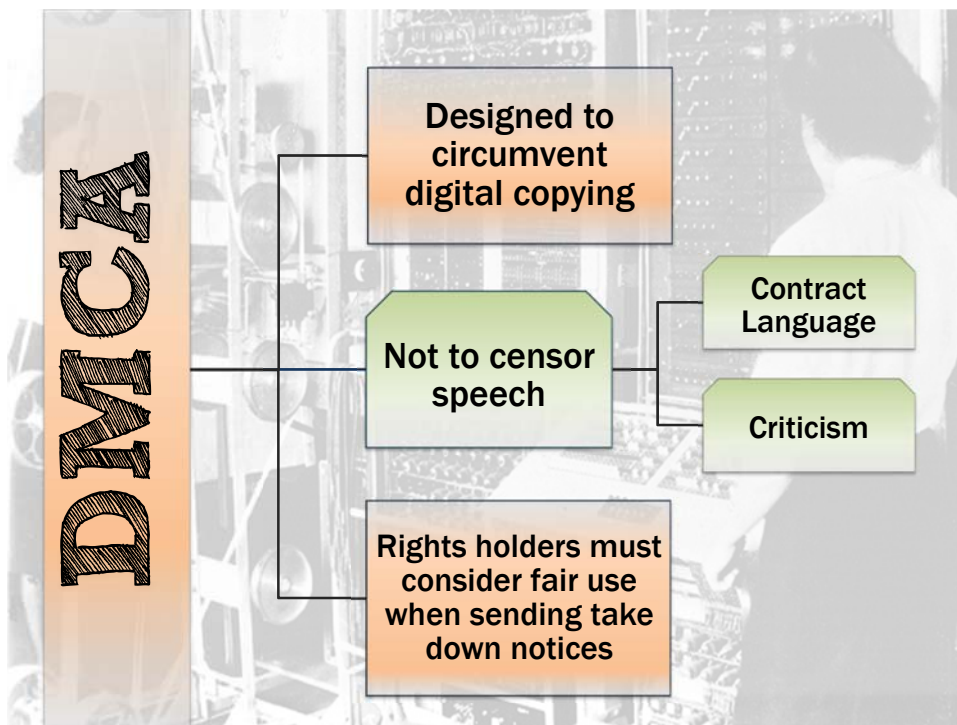 DMCA
Designed to
circumvent
digital copying
Not to censor
speech
Contract
Language
Criticism
Rights holders must
consider fair use
when sending take
down notices